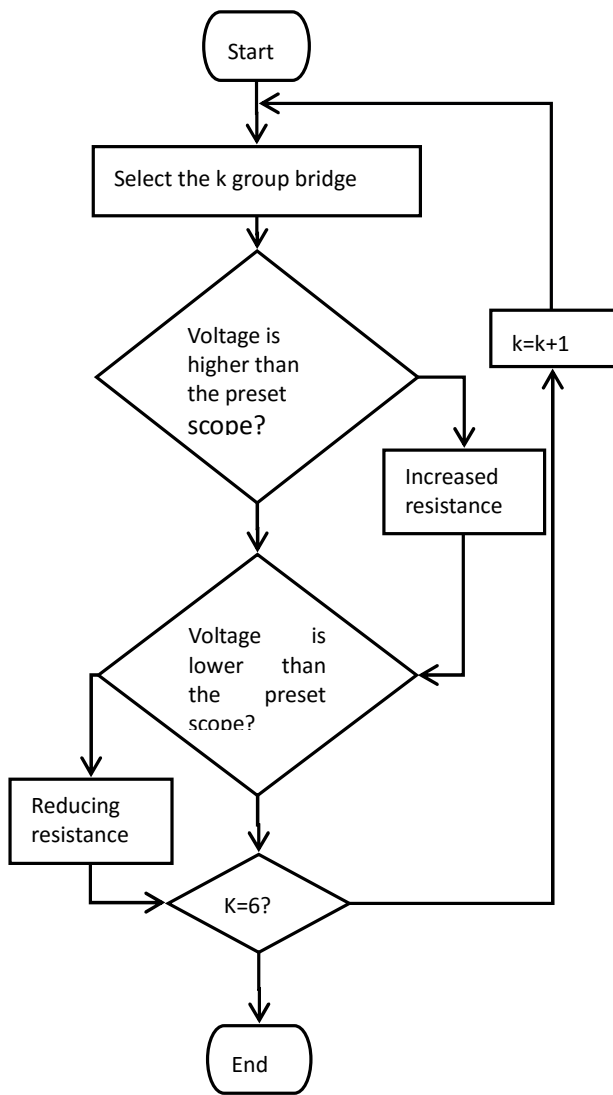 Start
Select the k group bridge
Voltage is
higher than
the preset
scope?
k=k+1
Increased
resistance
Voltage is
lower than
the preset
scope?
Reducing
resistance
K=6?
End